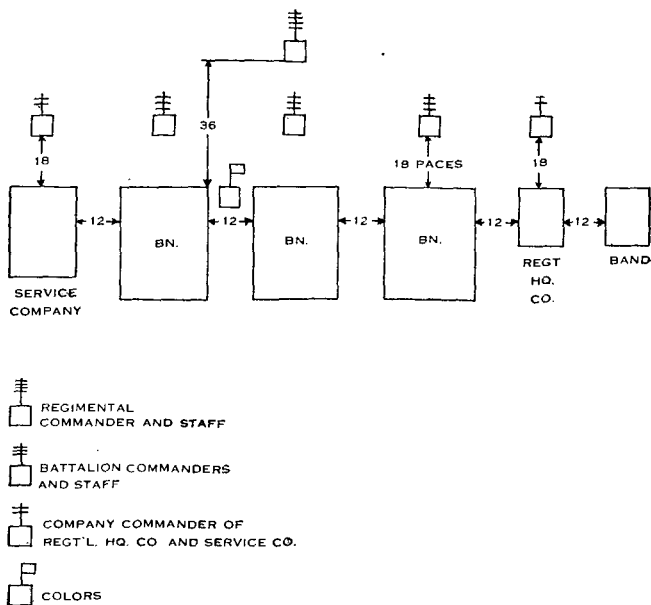 36
18
18 PACES
18
12
12
12
12
12
BN.
BN.
BN.
SERVICE
COMPANY
REGT
HQ.
CO.
BAND
REGIMENTAL
COMMANDER AND STAFF
BATTALION COMMANDERS
AND STAFF
COMPANY COMMANDER OF
REGT'L. HQ. CO AND SERVICE CO.
COLORS